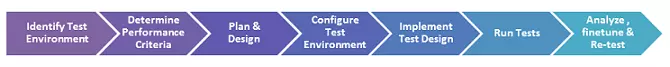 Identify Test
Environment
Determine
Performance
Criteria
Plan &
Design
Configure
Test
Environment
Implement
Test Design
Run Tests
Analyze ,
finetune &
Re-test